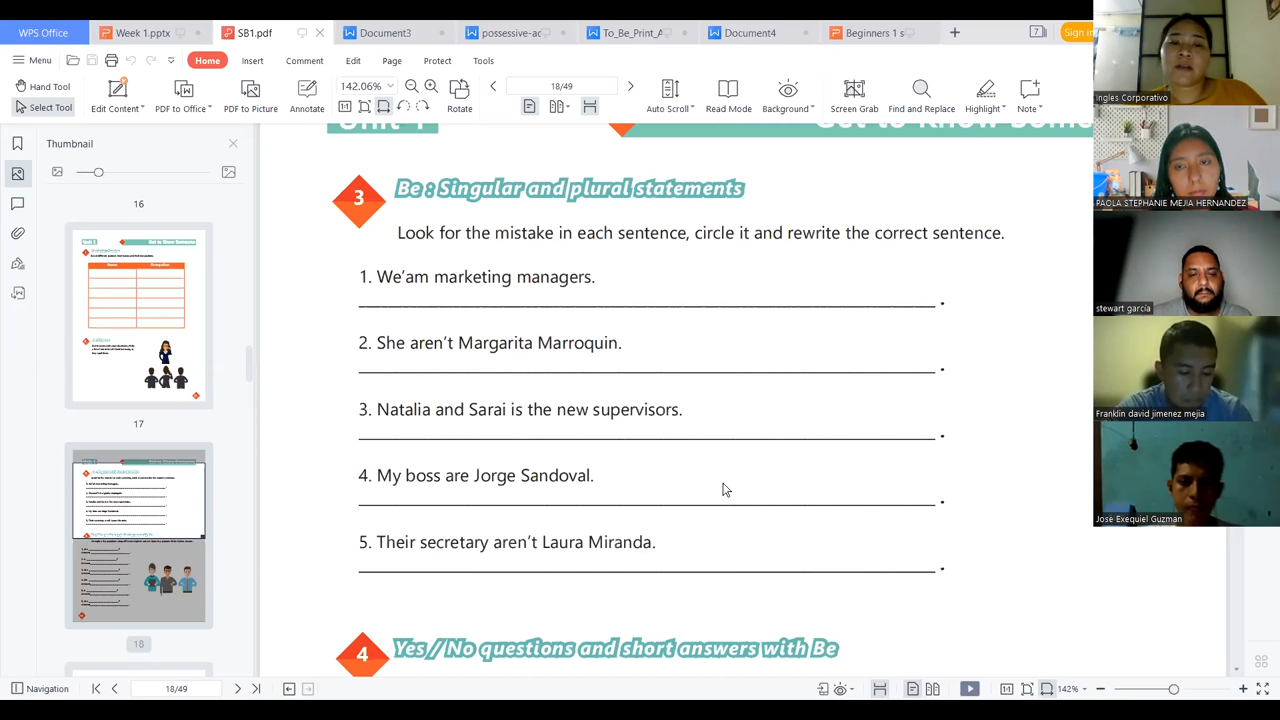 WPS Office
Week 1.pptx
SB1.pdf
Document3
possessive-ad
To_Be_Print_A
Document4
Beginners 1 s
7
Sign in
Menu
Home
Insert
Comment
Edit
Page
Protect
Tools
Hand Tool
Select Tool
Edit Content
PDF to Office
PDF to Picture
Annotate
142.06%
Rotate
18/49
Auto Scroll
Read Mode
Background
Screen Grab
Find and Replace
Highlight
Note
Thumbnail
16
17
18
Unit 1
Get to Know Some
3
Be : Singular and plural statements
Look for the mistake in each sentence, circle it and rewrite the correct sentence.
1. We'am marketing managers.
2. She aren't Margarita Marroquin.
3. Natalia and Sarai is the new supervisors.
4. My boss are Jorge Sandoval.
5. Their secretary aren't Laura Miranda.
4
Yes / No questions and short answers with Be
Ingles Corporativo
PAOLA STEPHANIE MEJIA HERNANDEZ
stewart garcía
Franklin david jimenez mejia
Jose Exequiel Guzman
Navigation
18/49
142%